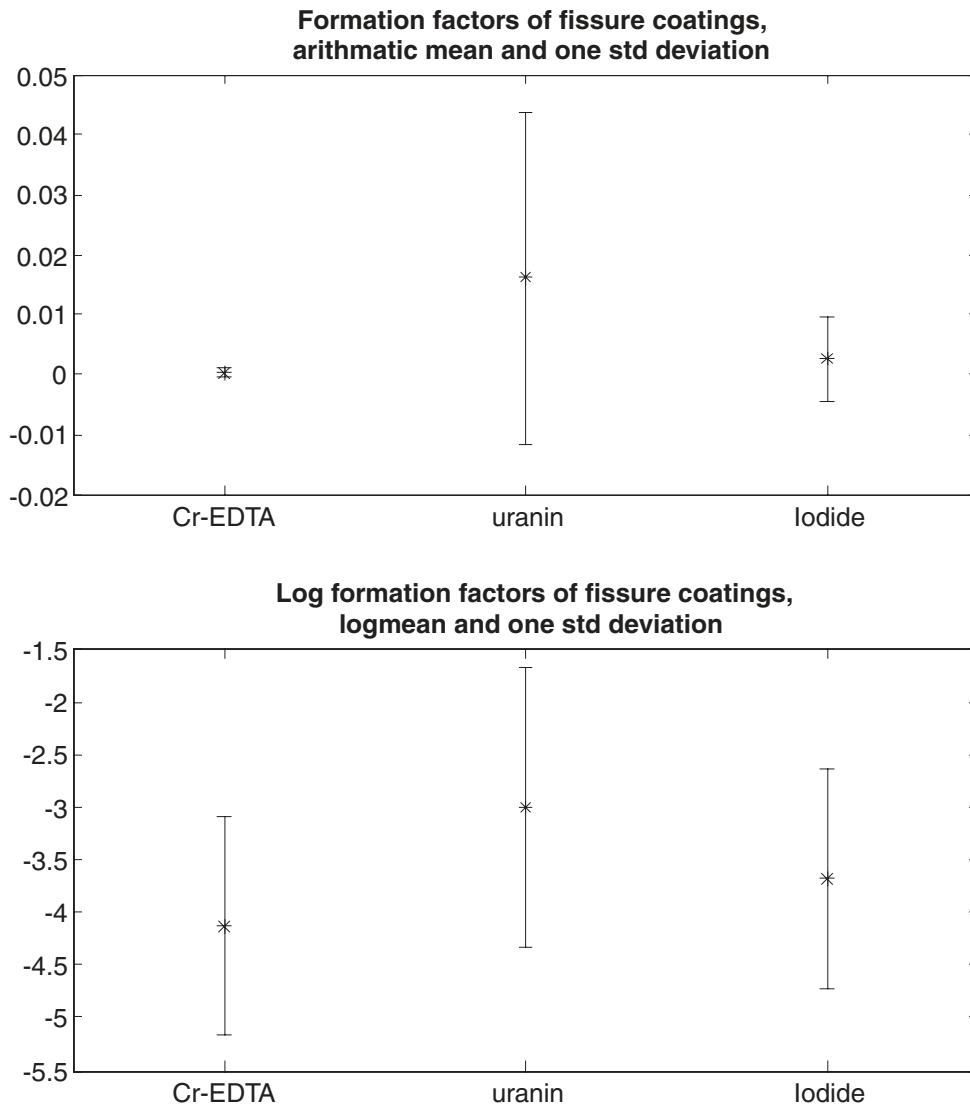 Formation factors of fissure coatings,
arithmatic mean and one std deviation
0.05
0.04
0.03
0.02
0.01
0
-0.01
-0.02
Cr-EDTA uranin Iodide
Log formation factors of fissure coatings,
logmean and one std deviation
-1.5
-2
-2.5
-3
-3.5
-4
-4.5
-5
-5.5
Cr-EDTA uranin Iodide